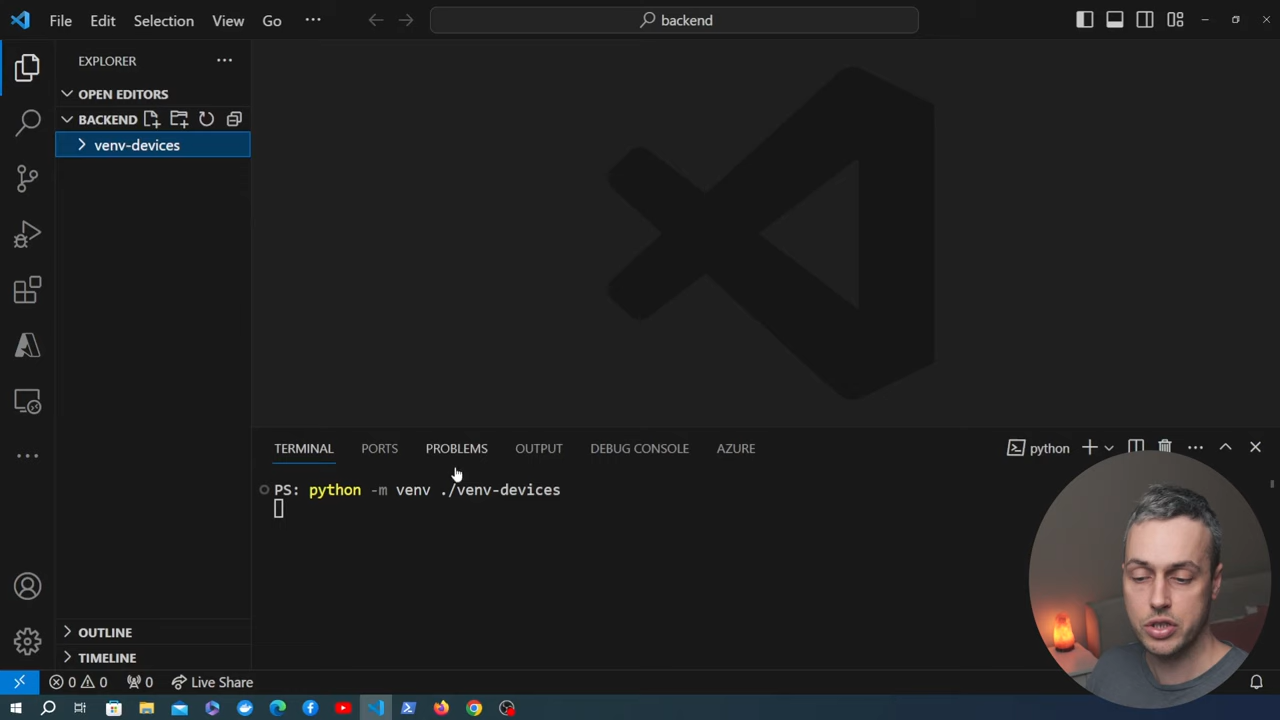 File Edit Selection View Go ··· backend
EXPLORER ···
OPEN EDITORS
BACKEND
venv-devices
TERMINAL PORTS PROBLEMS OUTPUT DEBUG CONSOLE AZURE python ···
PS: python -m venv ./venv-devices
OUTLINE
TIMELINE
0 0 0 Live Share